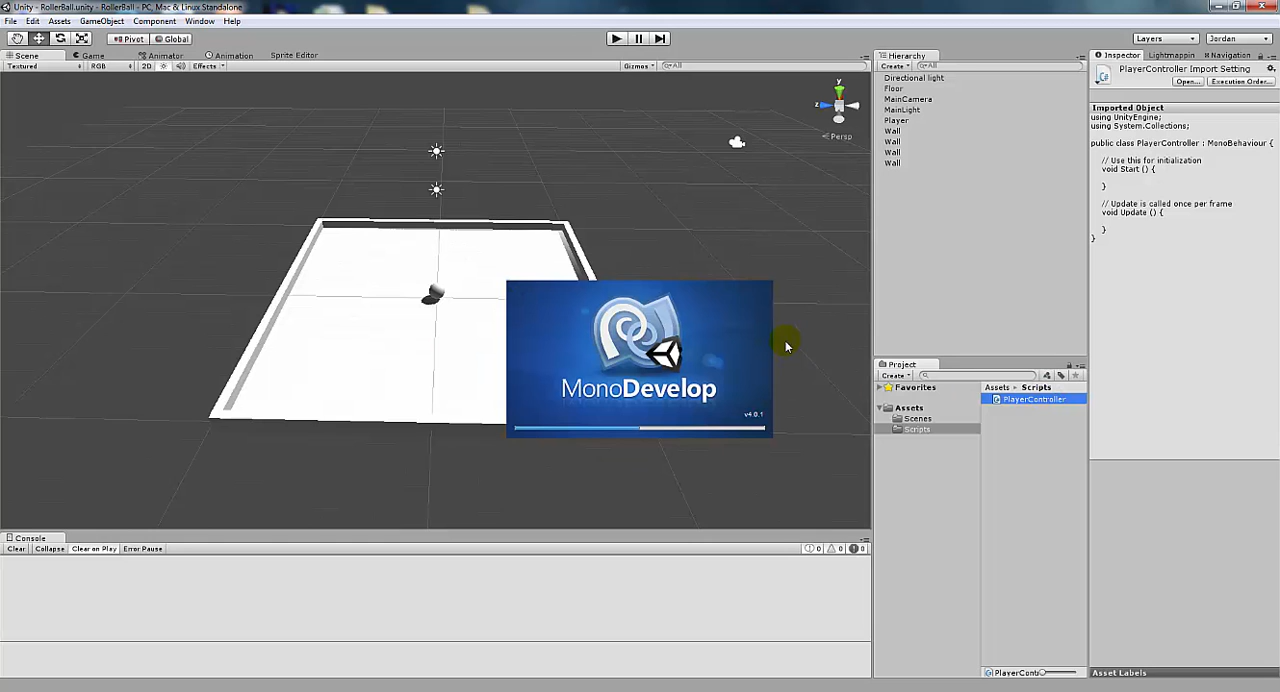 Unity - RollerBall.unity - RollerBall - PC, Mac & Linux Standalone
File Edit Assets GameObject Component Window Help
Pivot Global Layers Jordan
Scene Game Animator Animation Sprite Editor
Textured RGB 2D Effects Gizmos All
y
z
Persp
MonoDevelop
v4.0.1
Hierarchy
Create All
Directional light
Floor
MainCamera
MainLight
Player
Wall
Wall
Wall
Wall
Project
Create
Favorites
Assets
Scenes
Scripts
Assets Scripts
PlayerController
PlayerContr
Inspector Lightmappin Navigation
PlayerController Import Setting
Open... Execution Order...
Imported Object
using UnityEngine;
using System.Collections;
public class PlayerController : MonoBehaviour {
// Use this for initialization
void Start () {
}
// Update is called once per frame
void Update () {
}
}
Asset Labels
Console
Clear Collapse Clear on Play Error Pause 0 0 0